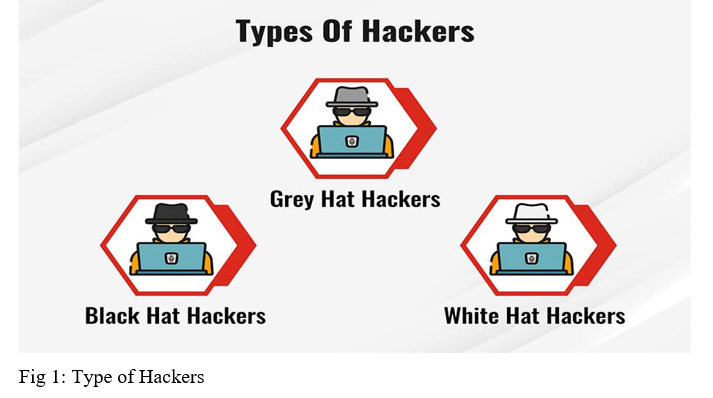 Types Of Hackers
Grey Hat Hackers
Black Hat Hackers
White Hat Hackers
Fig 1: Type of Hackers